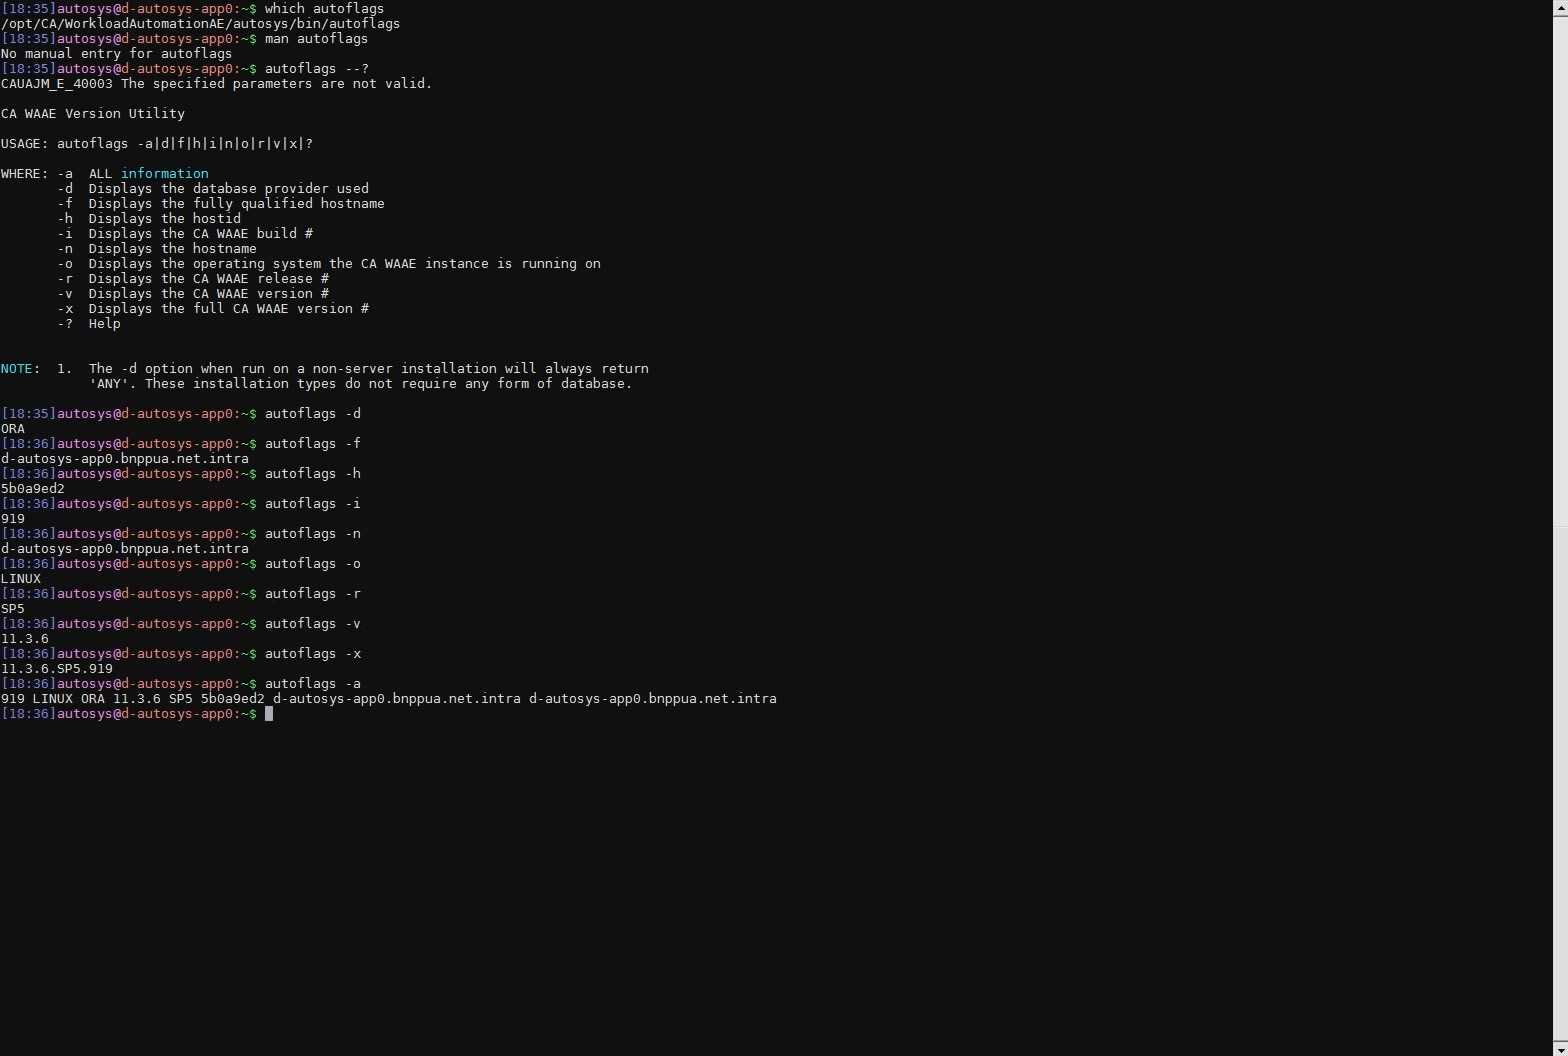 [18:35]autosys@d-autosys-app0:~$ which autoflags
/opt/CA/WorkloadAutomationAE/autosys/bin/autoflags
[18:35]autosys@d-autosys-app0:~$ man autoflags
No manual entry for autoflags
[18:35]autosys@d-autosys-app0:~$ autoflags --?
CAUAJM_E_40003 The specified parameters are not valid.

CA WAAE Version Utility

USAGE: autoflags -a|d|f|h|i|n|o|r|v|x|?

WHERE: -a  ALL information
       -d  Displays the database provider used
       -f  Displays the fully qualified hostname
       -h  Displays the hostid
       -i  Displays the CA WAAE build #
       -n  Displays the hostname
       -o  Displays the operating system the CA WAAE instance is running on
       -r  Displays the CA WAAE release #
       -v  Displays the CA WAAE version #
       -x  Displays the full CA WAAE version #
       -?  Help

NOTE:  1.  The -d option when run on a non-server installation will always return
           'ANY'. These installation types do not require any form of database.

[18:35]autosys@d-autosys-app0:~$ autoflags -d
ORA
[18:36]autosys@d-autosys-app0:~$ autoflags -f
d-autosys-app0.bnppua.net.intra
[18:36]autosys@d-autosys-app0:~$ autoflags -h
5b0a9ed2
[18:36]autosys@d-autosys-app0:~$ autoflags -i
919
[18:36]autosys@d-autosys-app0:~$ autoflags -n
d-autosys-app0.bnppua.net.intra
[18:36]autosys@d-autosys-app0:~$ autoflags -o
LINUX
[18:36]autosys@d-autosys-app0:~$ autoflags -r
SP5
[18:36]autosys@d-autosys-app0:~$ autoflags -v
11.3.6
[18:36]autosys@d-autosys-app0:~$ autoflags -x
11.3.6.SP5.919
[18:36]autosys@d-autosys-app0:~$ autoflags -a
919 LINUX ORA 11.3.6 SP5 5b0a9ed2 d-autosys-app0.bnppua.net.intra d-autosys-app0.bnppua.net.intra
[18:36]autosys@d-autosys-app0:~$